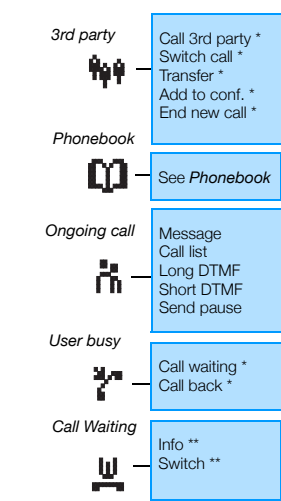 3rd party
Call 3rd party *
Switch call *
Transfer *
Add to conf. *
End new call *
Phonebook
See Phonebook
Ongoing call
Message
Call list
Long DTMF
Short DTMF
Send pause
User busy
Call waiting *
Call back *
Call Waiting
Info **
Switch **